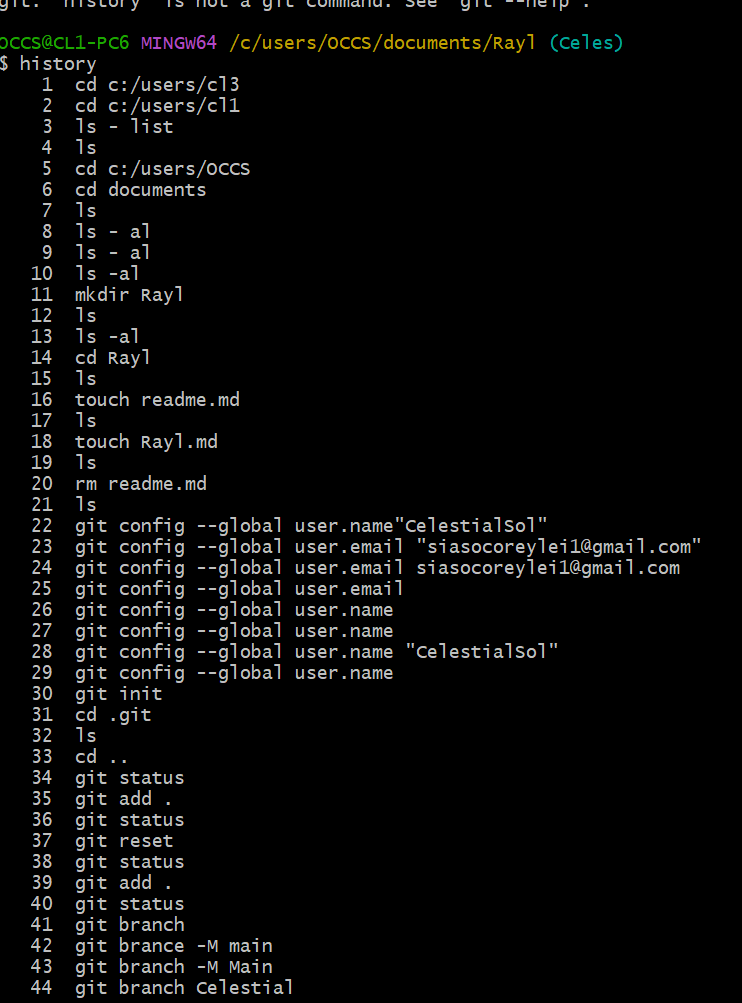 git: 'history' is not a git command. See 'git --help'.
OCCS@CL1-PC6 MINGW64 /c/users/OCCS/documents/Rayl (Celes)
$ history
1 cd c:/users/cl3
2 cd c:/users/cl1
3 ls - list
4 ls
5 cd c:/users/OCCS
6 cd documents
7 ls
8 ls - al
9 ls - al
10 ls -al
11 mkdir Rayl
12 ls
13 ls -al
14 cd Rayl
15 ls
16 touch readme.md
17 ls
18 touch Rayl.md
19 ls
20 rm readme.md
21 ls
22 git config --global user.name"CelestialSol"
23 git config --global user.email "siasocoreylei1@gmail.com"
24 git config --global user.email siasocoreylei1@gmail.com
25 git config --global user.email
26 git config --global user.name
27 git config --global user.name
28 git config --global user.name "CelestialSol"
29 git config --global user.name
30 git init
31 cd .git
32 ls
33 cd ..
34 git status
35 git add .
36 git status
37 git reset
38 git status
39 git add .
40 git status
41 git branch
42 git brance -M main
43 git branch -M Main
44 git branch Celestial